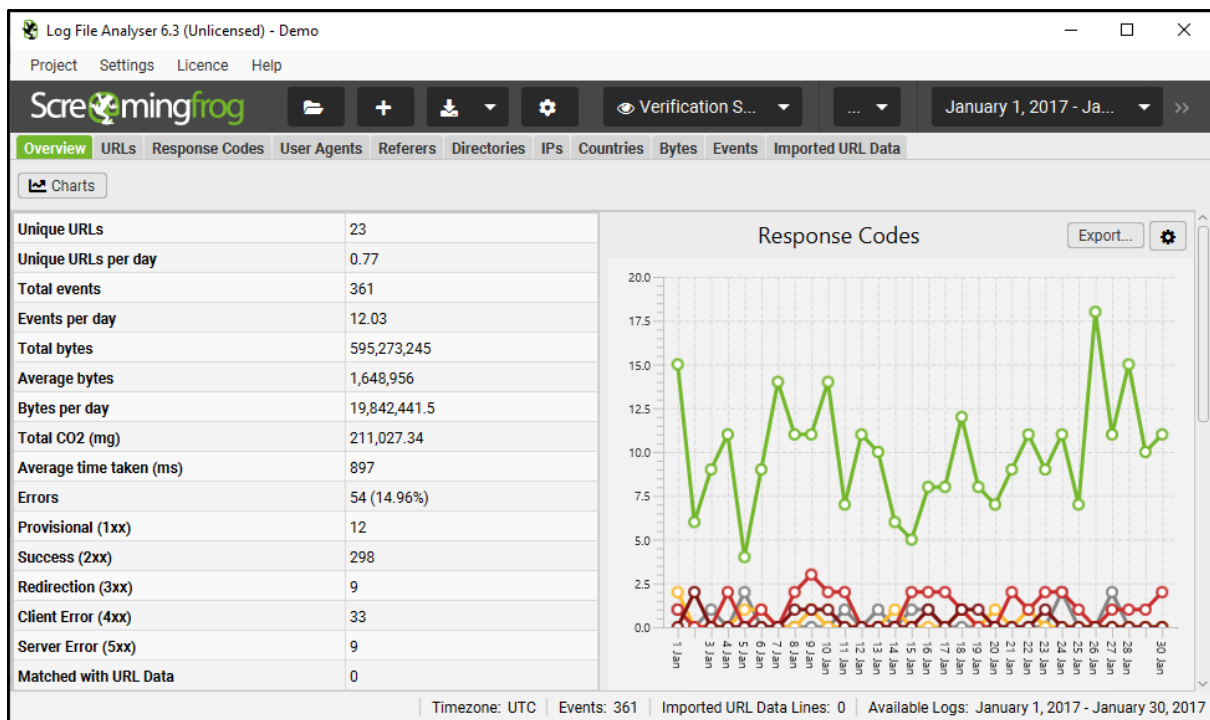 Log File Analyser 6.3 (Unlicensed) - Demo
Project Settings Licence Help
Screamingfrog Verification S... ... January 1, 2017 - Ja... »
Overview URLs Response Codes User Agents Referers Directories IPs Countries Bytes Events Imported URL Data
Charts
Unique URLs 23
Unique URLs per day 0.77
Total events 361
Events per day 12.03
Total bytes 595,273,245
Average bytes 1,648,956
Bytes per day 19,842,441.5
Total CO2 (mg) 211,027.34
Average time taken (ms) 897
Errors 54 (14.96%)
Provisional (1xx) 12
Success (2xx) 298
Redirection (3xx) 9
Client Error (4xx) 33
Server Error (5xx) 9
Matched with URL Data 0
Response Codes Export...
20.0
17.5
15.0
12.5
10.0
7.5
5.0
2.5
0.0
1 Jan 3 Jan 4 Jan 5 Jan 6 Jan 7 Jan 8 Jan 9 Jan 10 Jan 11 Jan 12 Jan 13 Jan 14 Jan 15 Jan 16 Jan 17 Jan 18 Jan 19 Jan 20 Jan 21 Jan 22 Jan 23 Jan 24 Jan 25 Jan 26 Jan 27 Jan 28 Jan 30 Jan
Timezone: UTC Events: 361 Imported URL Data Lines: 0 Available Logs: January 1, 2017 - January 30, 2017